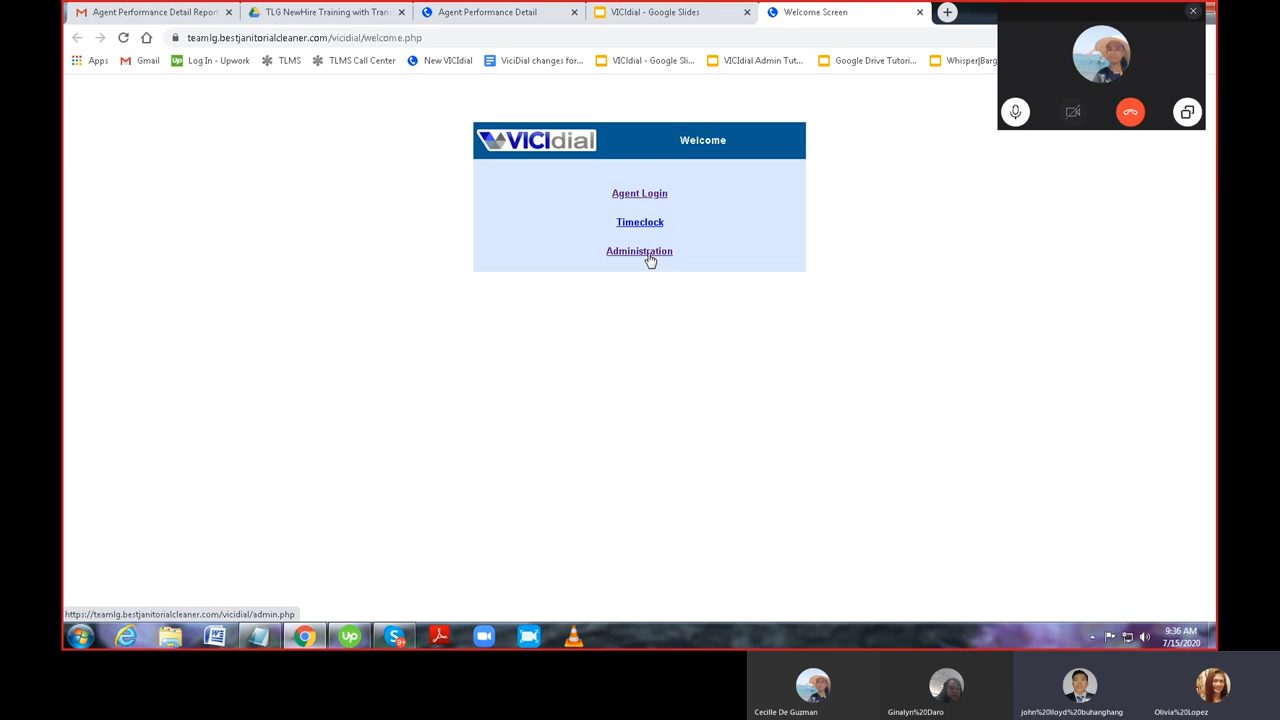 Agent Performance Detail Report
TLG NewHire Training with Tran
Agent Performance Detail
VICIdial - Google Slides
Welcome Screen
teamlg.bestjanitorialcleaner.com/vicidial/welcome.php
Apps
Gmail
Up
Log In - Upwork
TLMS
TLMS Call Center
New VICIdial
ViciDial changes for...
VICIdial - Google Sli...
VICIdial Admin Tut...
Google Drive Tutori...
Whisper|Barg
VICIdial
Welcome
Agent Login
Timeclock
Administration
https://teamlg.bestjanitorialcleaner.com/vicidial/admin.php
9:36 AM
7/15/2020
Cecille De Guzman
Ginalyn%20Daro
john%20lloyd%20buhanghang
Olivia%20Lopez